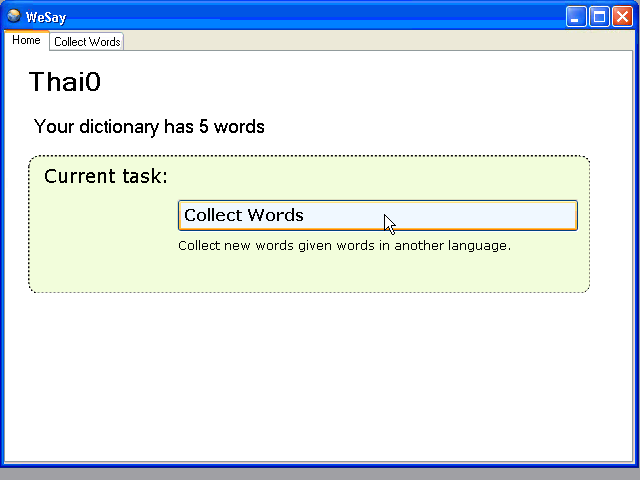 WeSay
Home Collect Words
Thai0
Your dictionary has 5 words
Current task:
Collect Words
Collect new words given words in another language.